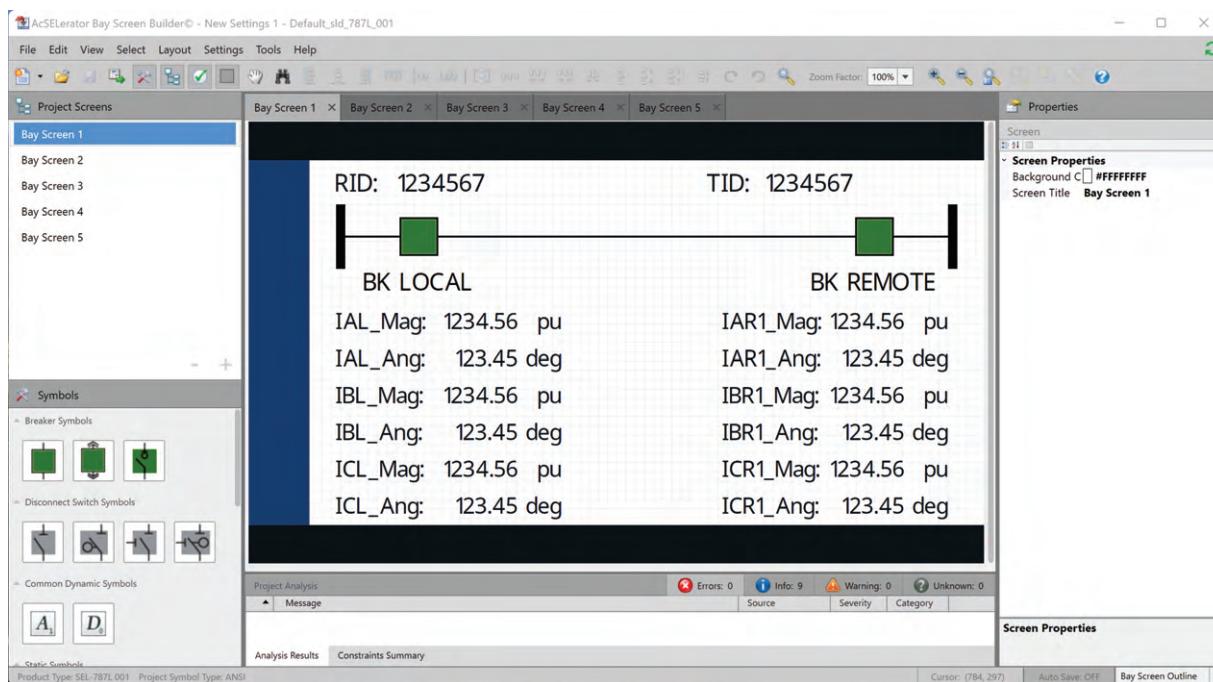 AcSELerator Bay Screen Builder© - New Settings 1 - Default_sld_787L_001
File Edit View Select Layout Settings Tools Help
Zoom Factor: 100%
Project Screens
Bay Screen 1
Bay Screen 2
Bay Screen 3
Bay Screen 4
Bay Screen 5
Symbols
Breaker Symbols
Disconnect Switch Symbols
Common Dynamic Symbols
A1 D0
Static Symbols
Bay Screen 1 × Bay Screen 2 × Bay Screen 3 × Bay Screen 4 × Bay Screen 5 ×
RID: 1234567 TID: 1234567
BK LOCAL BK REMOTE
IAL_Mag: 1234.56 pu IAR1_Mag: 1234.56 pu
IAL_Ang: 123.45 deg IAR1_Ang: 123.45 deg
IBL_Mag: 1234.56 pu IBR1_Mag: 1234.56 pu
IBL_Ang: 123.45 deg IBR1_Ang: 123.45 deg
ICL_Mag: 1234.56 pu ICR1_Mag: 1234.56 pu
ICL_Ang: 123.45 deg ICR1_Ang: 123.45 deg
Project Analysis Errors: 0 Info: 9 Warning: 0 Unknown: 0
Message Source Severity Category
Analysis Results Constraints Summary
Properties
Screen
Screen Properties
Background C #FFFFFFFF
Screen Title Bay Screen 1
Screen Properties
Product Type: SEL-787L 001 Project Symbol Type: ANSI Cursor: (784, 297) Auto Save: OFF Bay Screen Outline